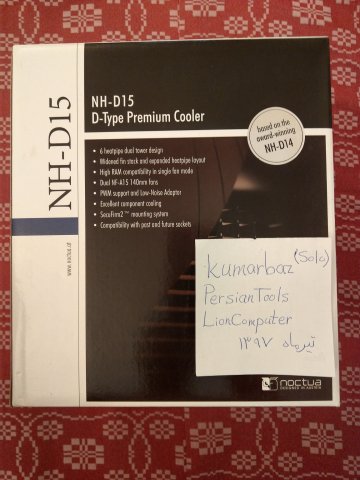 NH-D15
www.noctua.at
NH-D15
D-Type Premium Cooler
• 6 heatpipe dual tower design
• Widened fin stack and expanded heatpipe layout
• High RAM compatibility in single fan mode
• Dual NF-A15 140mm fans
• PWM support and Low-Noise Adaptor
• Excellent component cooling
• SecuFirm2™ mounting system
• Compatibility with past and future sockets
based on the
award-winning
NH-D14
kumarbaz (Solo)
PersianTools
LionComputer
تیرماه ۱۳۹۷
noctua
DESIGNED IN AUSTRIA